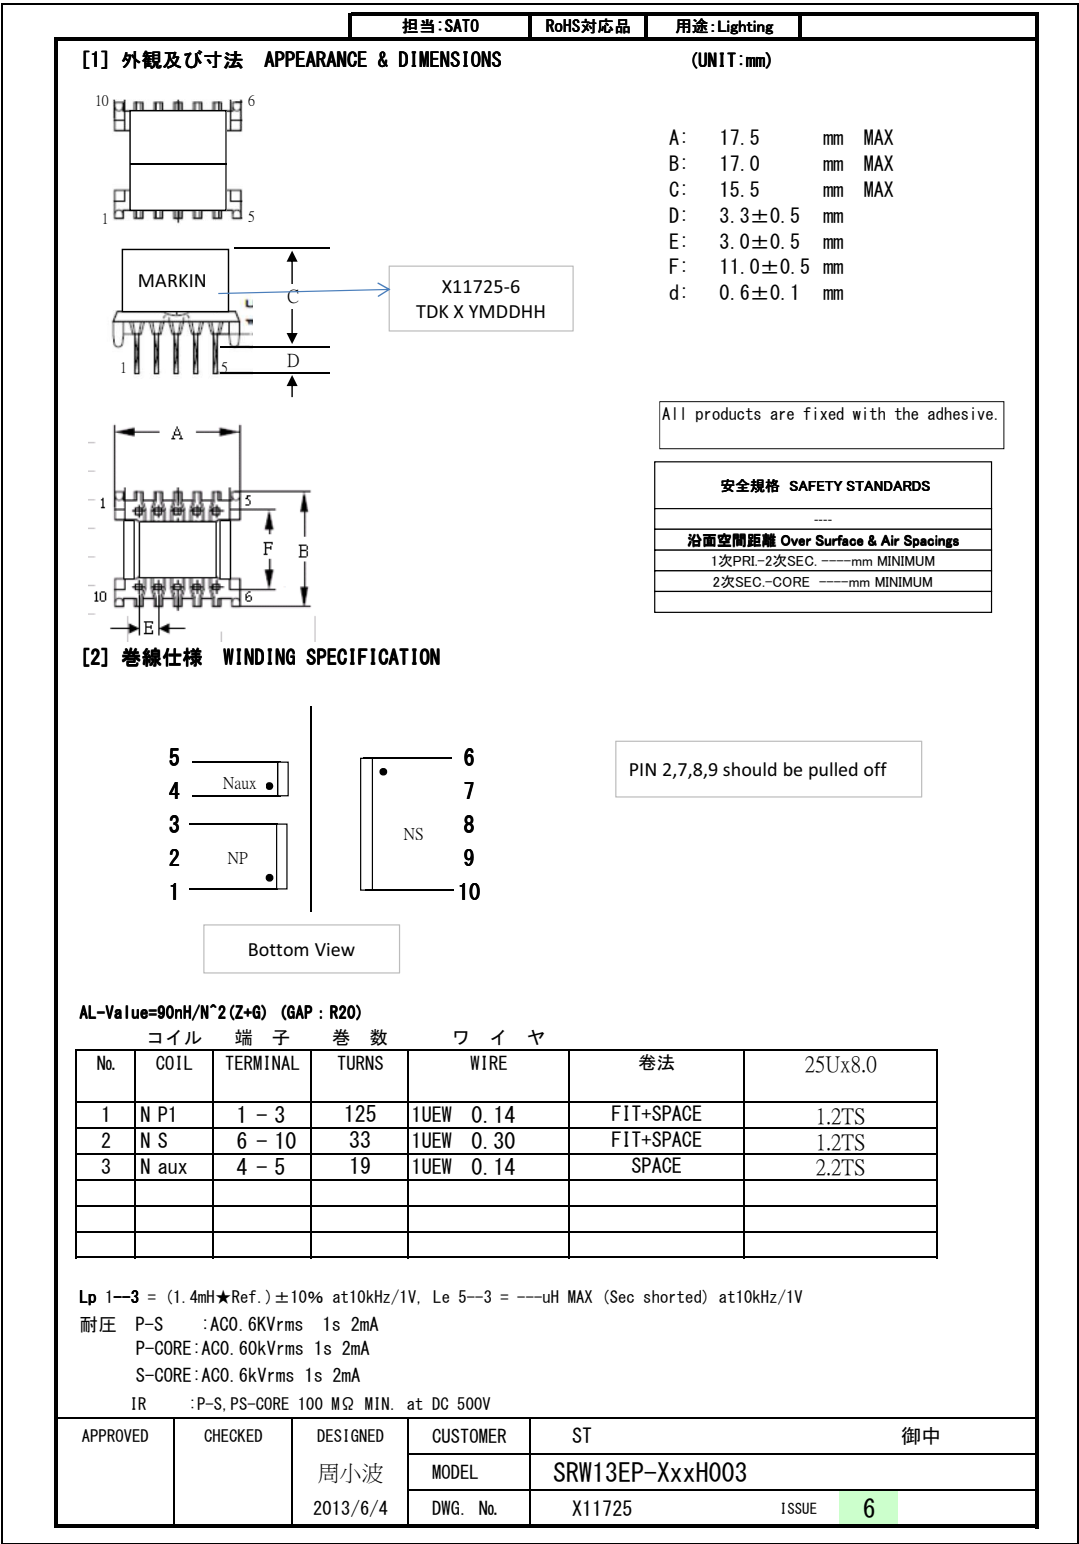 担当:SATO RoHS対応品 用途:Lighting
[1] 外観及び寸法 APPEARANCE & DIMENSIONS (UNIT:mm)
10 6
1 5
A: 17.5 mm MAX
B: 17.0 mm MAX
C: 15.5 mm MAX
D: 3.3±0.5 mm
E: 3.0±0.5 mm
F: 11.0±0.5 mm
d: 0.6±0.1 mm
MARKIN
C
X11725-6
TDK X YMDDHH
D
1 5
All products are fixed with the adhesive.
A
1 5
F B
10 6
E
安全規格 SAFETY STANDARDS
----
沿面空間距離 Over Surface & Air Spacings
1次PRI.-2次SEC. ----mm MINIMUM
2次SEC.-CORE ----mm MINIMUM
[2] 巻線仕様 WINDING SPECIFICATION
5 6
4 Naux 7
3 8
NS
2 NP 9
1 10
PIN 2,7,8,9 should be pulled off
Bottom View
AL-Value=90nH/N^2(Z+G) (GAP : R20)
コイル 端 子 巻 数 ワ イ ヤ
No. COIL TERMINAL TURNS WIRE 巻法 25Ux8.0
1 N P1 1 - 3 125 1UEW 0.14 FIT+SPACE 1.2TS
2 N S 6 - 10 33 1UEW 0.30 FIT+SPACE 1.2TS
3 N aux 4 - 5 19 1UEW 0.14 SPACE 2.2TS
Lp 1--3 = (1.4mH★Ref.)±10% at10kHz/1V, Le 5--3 = ---uH MAX (Sec shorted) at10kHz/1V
耐圧 P-S :AC0.6KVrms 1s 2mA
P-CORE:AC0.60kVrms 1s 2mA
S-CORE:AC0.6kVrms 1s 2mA
IR :P-S,PS-CORE 100 MΩ MIN. at DC 500V
APPROVED CHECKED DESIGNED CUSTOMER ST 御中
周小波 MODEL SRW13EP-XxxH003
2013/6/4 DWG. No. X11725 ISSUE 6